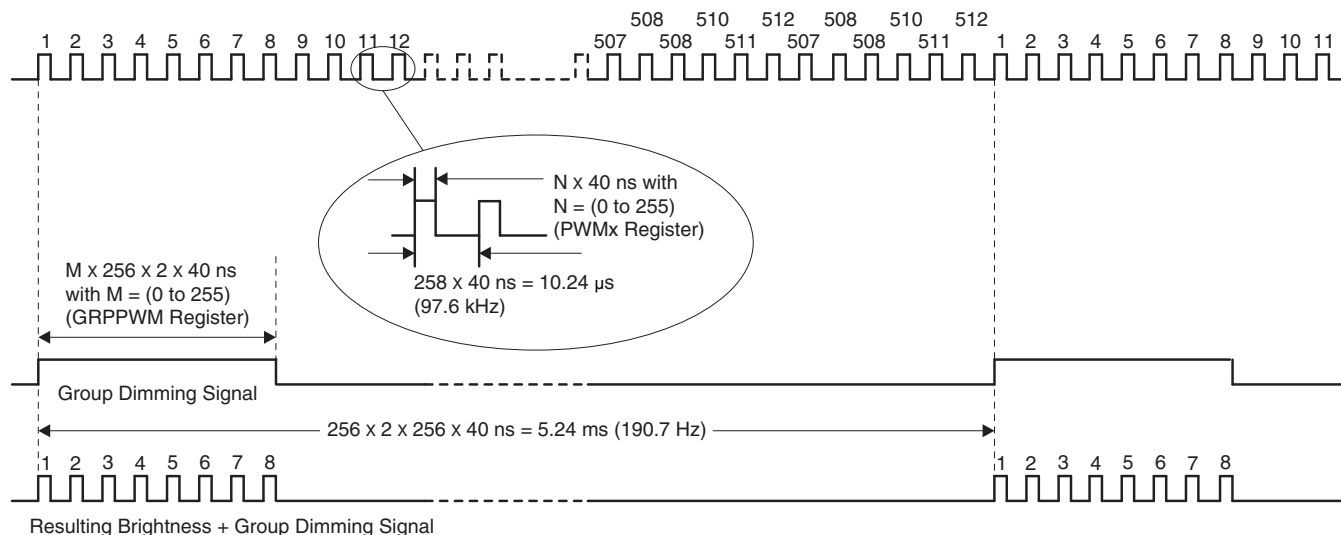 508 510 512 508 510 512
1 2 3 4 5 6 7 8 9 10 11 12 507 508 511 507 508 511 1 2 3 4 5 6 7 8 9 10 11
N x 40 ns with
N = (0 to 255)
(PWMx Register)
258 x 40 ns = 10.24 µs
(97.6 kHz)
M x 256 x 2 x 40 ns
with M = (0 to 255)
(GRPPWM Register)
Group Dimming Signal
256 x 2 x 256 x 40 ns = 5.24 ms (190.7 Hz)
1 2 3 4 5 6 7 8 1 2 3 4 5 6 7 8
Resulting Brightness + Group Dimming Signal